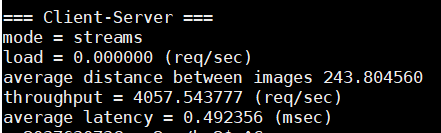 === Client-Server ===
mode = streams
load = 0.000000 (req/sec)
average distance between images 243.804560
throughput = 4057.543777 (req/sec)
average latency = 0.492356 (msec)